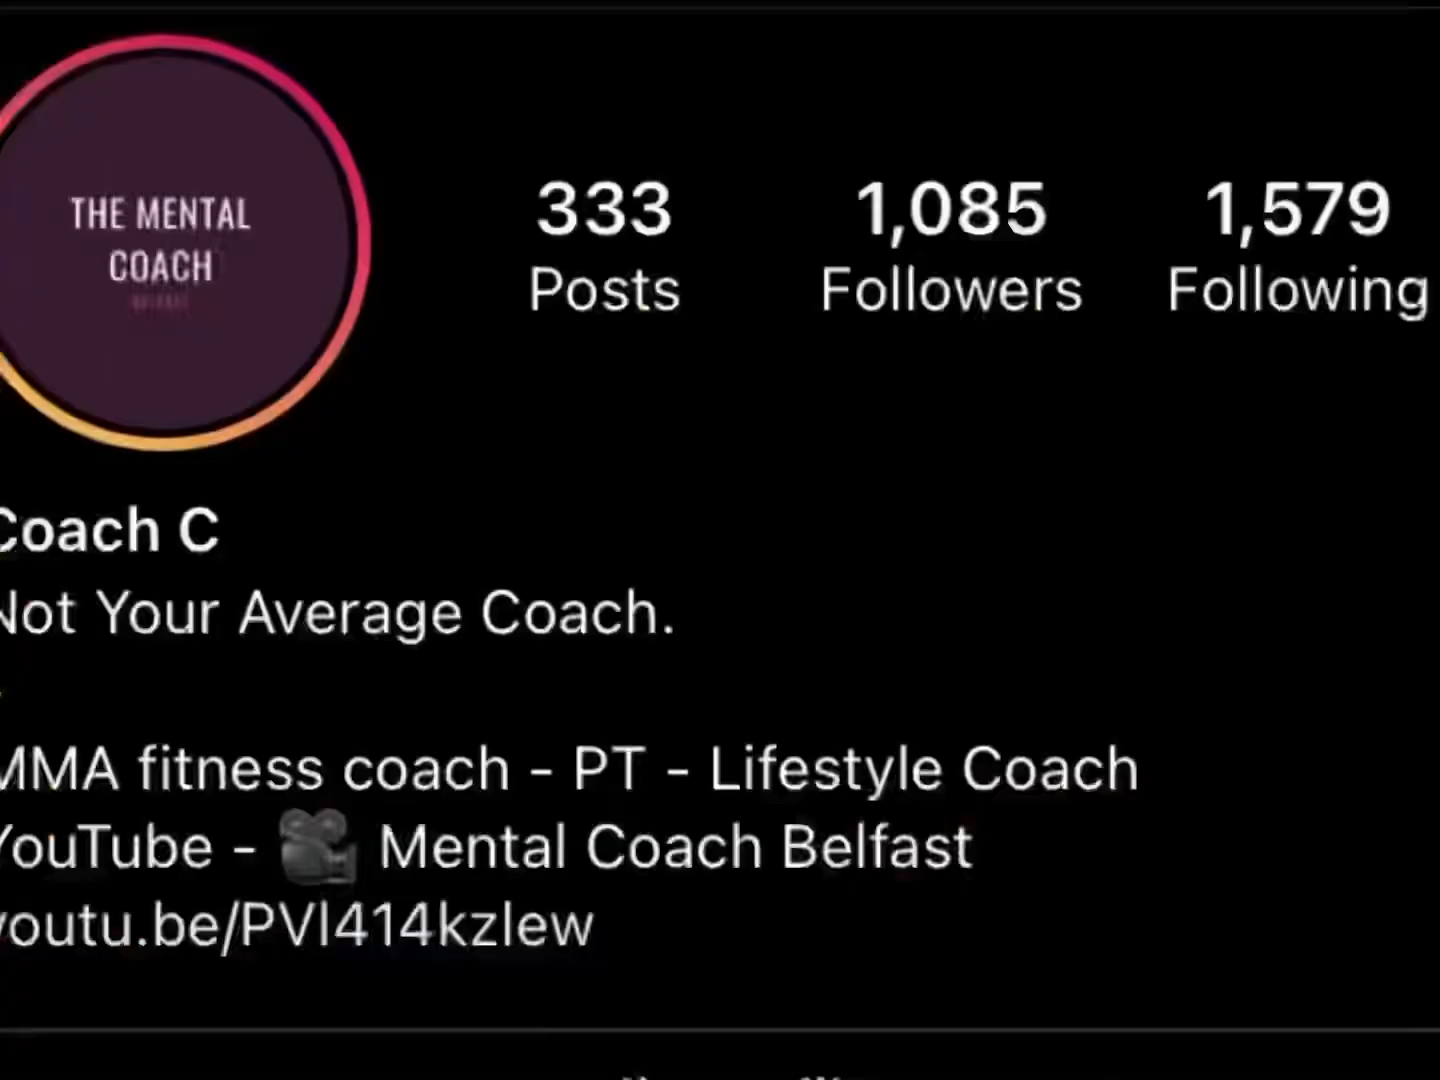 THE MENTAL
COACH
333
Posts
1,085
Followers
1,579
Following
Coach C
Not Your Average Coach.
MMA fitness coach - PT - Lifestyle Coach
YouTube - 🎥 Mental Coach Belfast
youtu.be/PVl414kzlew